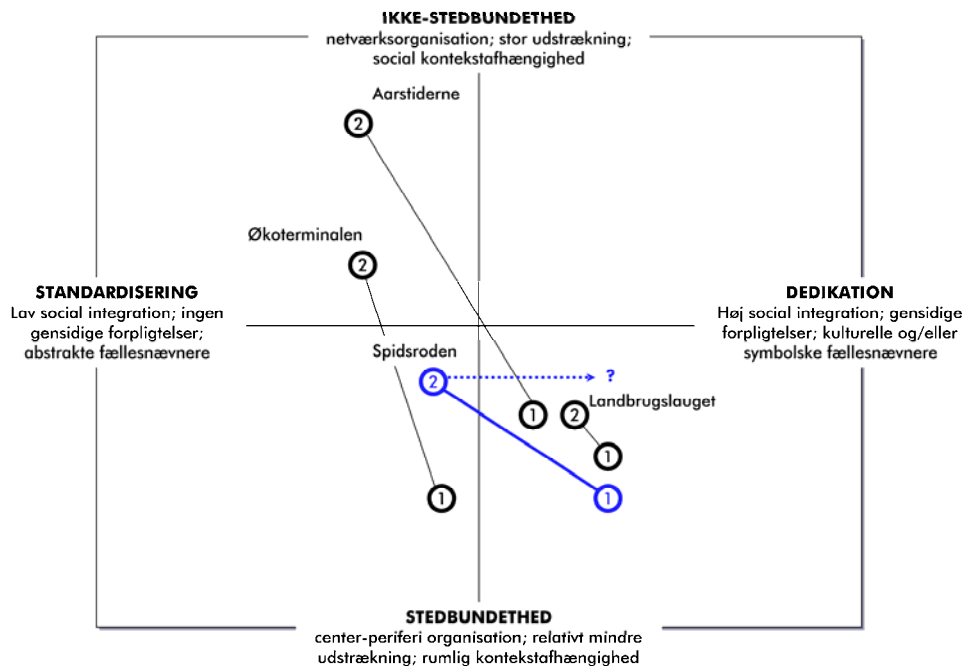 IKKE-STEDBUNDETHED
netværksorganisation; stor udstrækning;
social kontekstafhængighed
Aarstiderne
2
Økoterminalen
2
STANDARDISERING
Lav social integration; ingen
gensidige forpligtelser;
abstrakte fællesnævnere
DEDIKATION
Høj social integration; gensidige
forpligtelser; kulturelle og/eller
symbolske fællesnævnere
Spidsroden
2
?
Landbrugslauget
1
2
1
1
1
STEDBUNDETHED
center-periferi organisation; relativt mindre
udstrækning; rumlig kontekstafhængighed